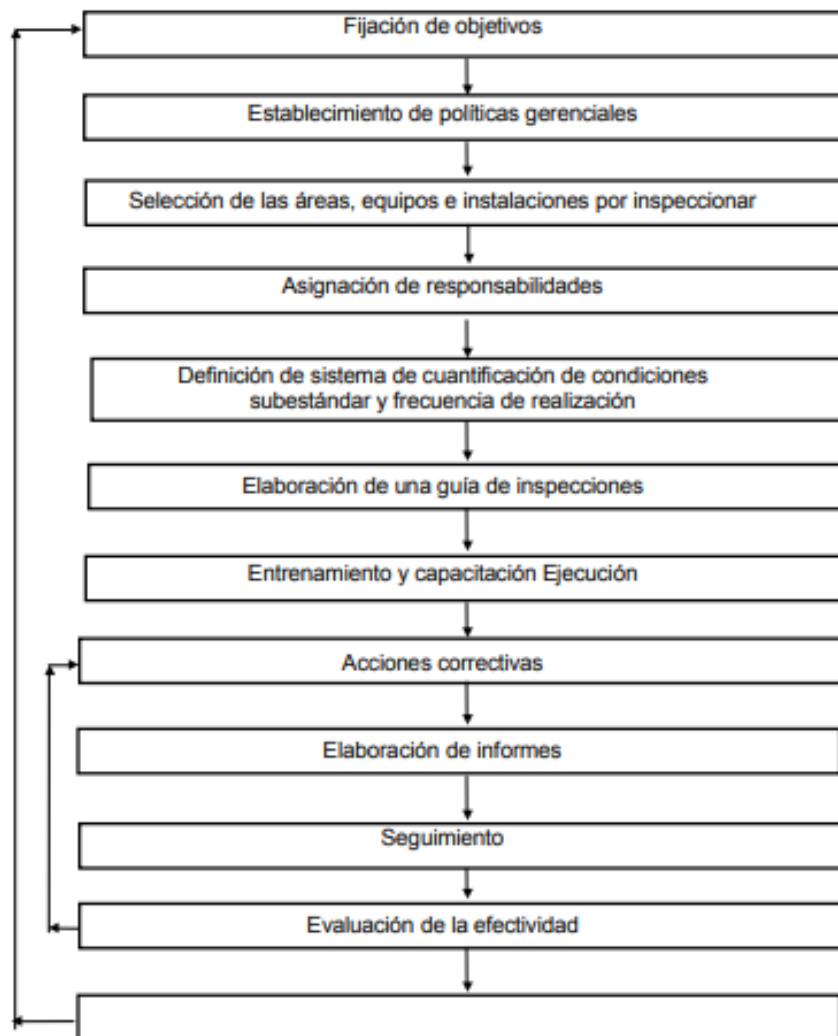 Fijación de objetivos
Establecimiento de políticas gerenciales
Selección de las áreas, equipos e instalaciones por inspeccionar
Asignación de responsabilidades
Definición de sistema de cuantificación de condiciones
subestándar y frecuencia de realización
Elaboración de una guía de inspecciones
Entrenamiento y capacitación Ejecución
Acciones correctivas
Elaboración de informes
Seguimiento
Evaluación de la efectividad